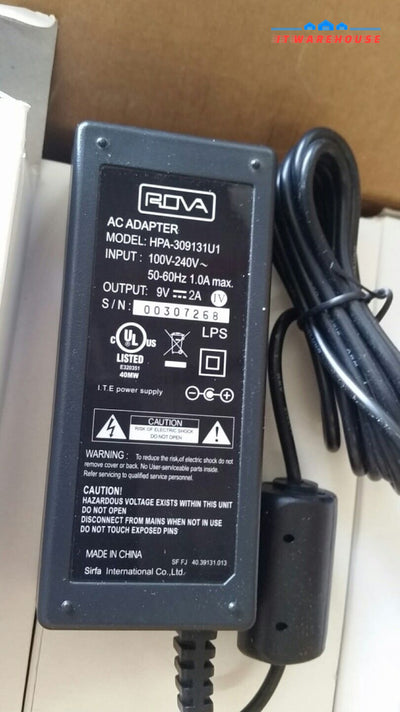 IT WAREHOUSE
ROVA
AC ADAPTER
MODEL: HPA-309131U1
INPUT : 100V-240V~
50-60Hz 1.0A max.
OUTPUT: 9V⎓2A IV
S / N : 00307268
LPS
C UL US
LISTED
E320351
40MW
I.T.E power supply
CAUTION
RISK OF ELECTRIC SHOCK
DO NOT OPEN
WARNING : To reduce the risk,of electric shock do not
remove cover or back. No User-serviceable parts inside.
Refer servicing to qualified service personnel.
CAUTION!
HAZARDOUS VOLTAGE EXISTS WITHIN THIS UNIT
DO NOT OPEN
DISCONNECT FROM MAINS WHEN NOT IN USE
DO NOT TOUCH EXPOSED PINS
MADE IN CHINA
SF FJ 40.39131.013
Sirfa International Co.,Ltd.